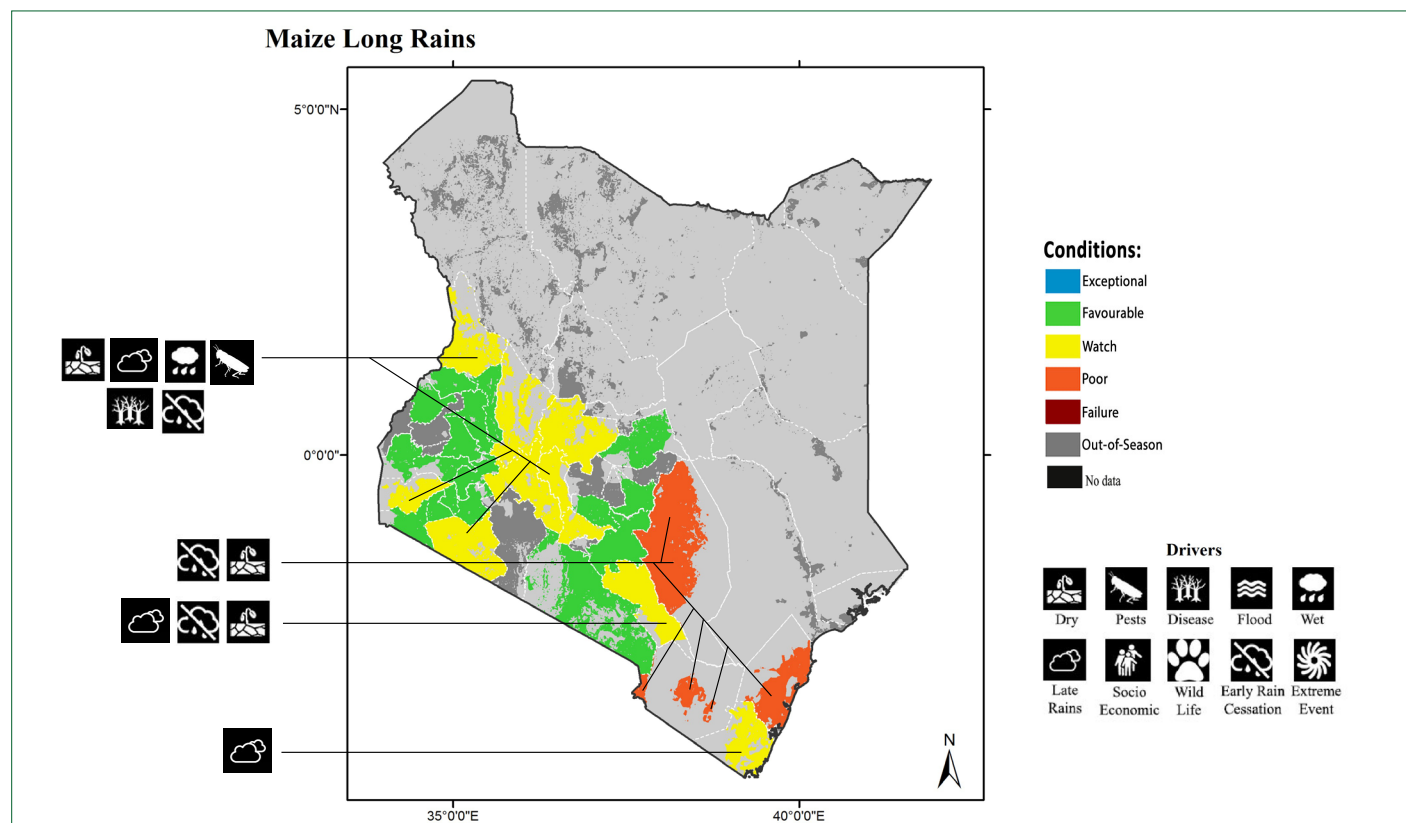 Maize Long Rains
5°0'0"N
0°0'0"
35°0'0"E
40°0'0"E
N
Conditions:
Exceptional
Favourable
Watch
Poor
Failure
Out-of-Season
No data
Drivers
Dry
Pests
Disease
Flood
Wet
Late
Rains
Socio
Economic
Wild
Life
Early Rain
Cessation
Extreme
Event